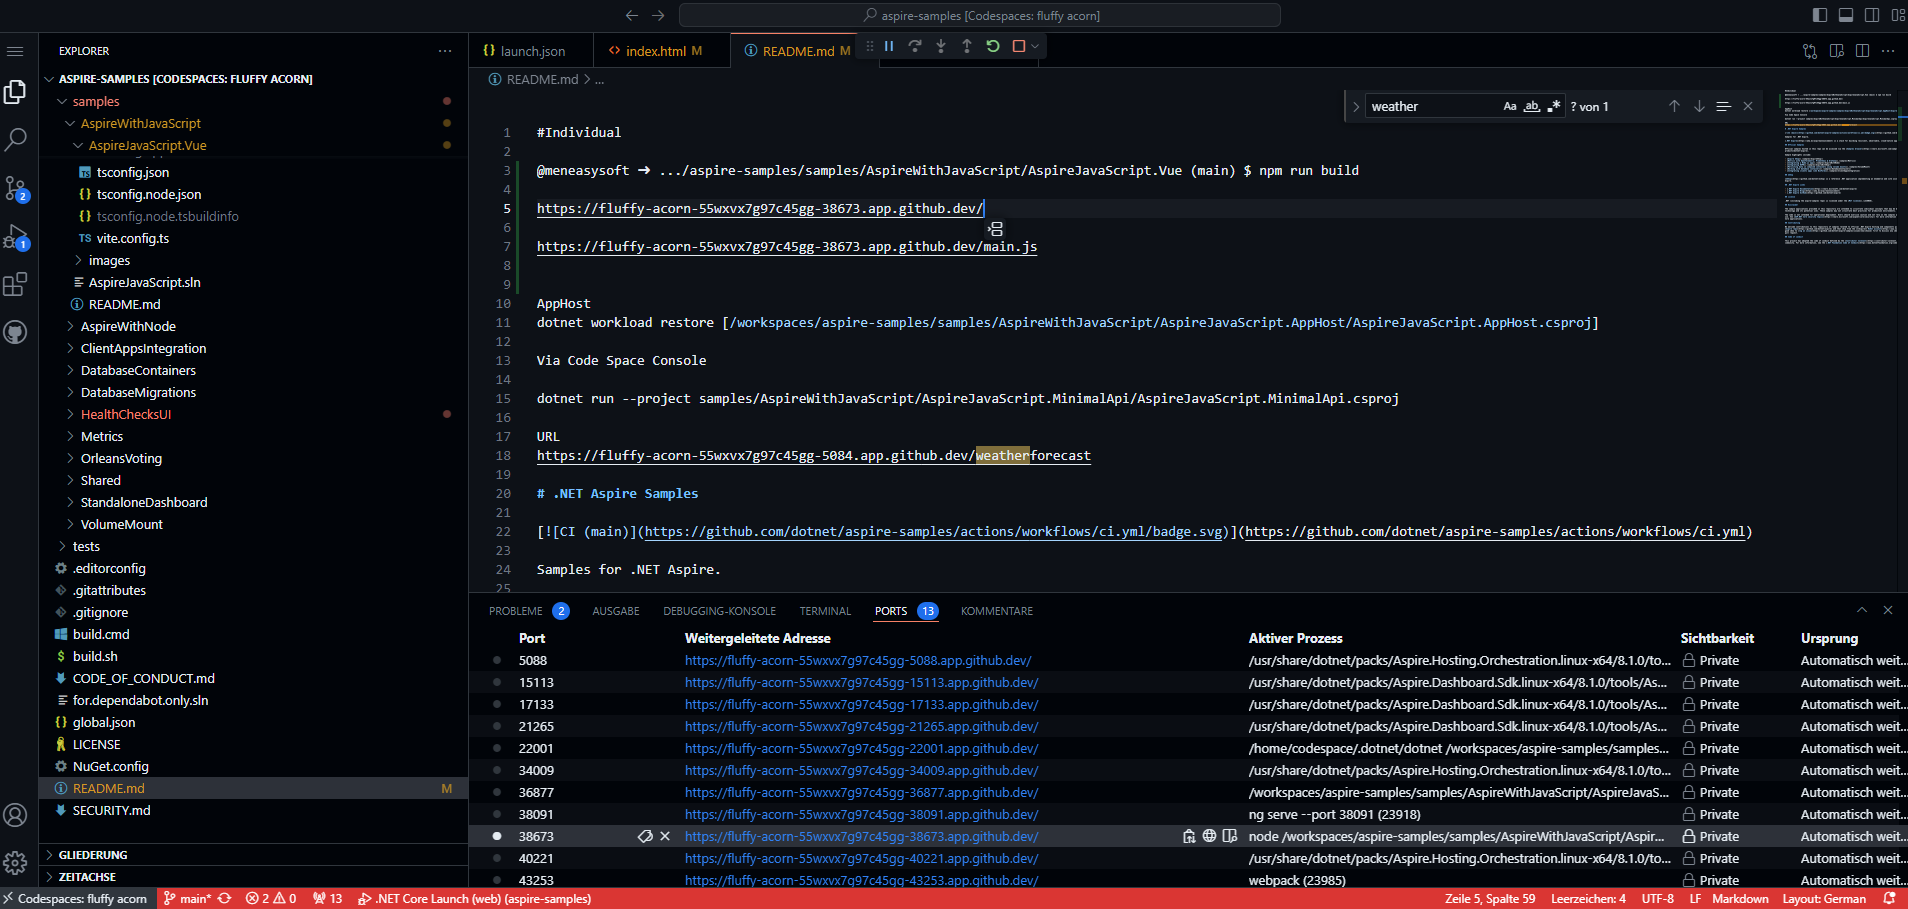 aspire-samples [Codespaces: fluffy acorn]
EXPLORER
ASPIRE-SAMPLES [CODESPACES: FLUFFY ACORN]
samples
AspireWithJavaScript
AspireJavaScript.Vue
tsconfig.json
tsconfig.node.json
tsconfig.node.tsbuildinfo
TS vite.config.ts
images
AspireJavaScript.sln
README.md
AspireWithNode
ClientAppsIntegration
DatabaseContainers
DatabaseMigrations
HealthChecksUI
Metrics
OrleansVoting
Shared
StandaloneDashboard
VolumeMount
tests
.editorconfig
.gitattributes
.gitignore
build.cmd
build.sh
CODE_OF_CONDUCT.md
for.dependabot.only.sln
global.json
LICENSE
NuGet.config
README.md M
SECURITY.md
GLIEDERUNG
ZEITACHSE
2
1
launch.json
index.html M
README.md M
README.md > ...
weather Aa ab ? von 1
1 #Individual
2
3 @meneasysoft ➜ .../aspire-samples/samples/AspireWithJavaScript/AspireJavaScript.Vue (main) $ npm run build
4
5 https://fluffy-acorn-55wxvx7g97c45gg-38673.app.github.dev/
6
7 https://fluffy-acorn-55wxvx7g97c45gg-38673.app.github.dev/main.js
8
9
10 AppHost
11 dotnet workload restore [/workspaces/aspire-samples/samples/AspireWithJavaScript/AspireJavaScript.AppHost/AspireJavaScript.AppHost.csproj]
12
13 Via Code Space Console
14
15 dotnet run --project samples/AspireWithJavaScript/AspireJavaScript.MinimalApi/AspireJavaScript.MinimalApi.csproj
16
17 URL
18 https://fluffy-acorn-55wxvx7g97c45gg-5084.app.github.dev/weatherforecast
19
20 # .NET Aspire Samples
21
22 [![CI (main)](https://github.com/dotnet/aspire-samples/actions/workflows/ci.yml/badge.svg)](https://github.com/dotnet/aspire-samples/actions/workflows/ci.yml)
23
24 Samples for .NET Aspire.
25
PROBLEME 2 AUSGABE DEBUGGING-KONSOLE TERMINAL PORTS 13 KOMMENTARE
Port Weitergeleitete Adresse Aktiver Prozess Sichtbarkeit Ursprung
5088 https://fluffy-acorn-55wxvx7g97c45gg-5088.app.github.dev/ /usr/share/dotnet/packs/Aspire.Hosting.Orchestration.linux-x64/8.1.0/to... Private Automatisch weit...
15113 https://fluffy-acorn-55wxvx7g97c45gg-15113.app.github.dev/ /usr/share/dotnet/packs/Aspire.Dashboard.Sdk.linux-x64/8.1.0/tools/As... Private Automatisch weit...
17133 https://fluffy-acorn-55wxvx7g97c45gg-17133.app.github.dev/ /usr/share/dotnet/packs/Aspire.Dashboard.Sdk.linux-x64/8.1.0/tools/As... Private Automatisch weit...
21265 https://fluffy-acorn-55wxvx7g97c45gg-21265.app.github.dev/ /usr/share/dotnet/packs/Aspire.Dashboard.Sdk.linux-x64/8.1.0/tools/As... Private Automatisch weit...
22001 https://fluffy-acorn-55wxvx7g97c45gg-22001.app.github.dev/ /home/codespace/.dotnet/dotnet /workspaces/aspire-samples/samples... Private Automatisch weit...
34009 https://fluffy-acorn-55wxvx7g97c45gg-34009.app.github.dev/ /usr/share/dotnet/packs/Aspire.Hosting.Orchestration.linux-x64/8.1.0/to... Private Automatisch weit...
36877 https://fluffy-acorn-55wxvx7g97c45gg-36877.app.github.dev/ /workspaces/aspire-samples/samples/AspireWithJavaScript/AspireJavaS... Private Automatisch weit...
38091 https://fluffy-acorn-55wxvx7g97c45gg-38091.app.github.dev/ ng serve --port 38091 (23918) Private Automatisch weit...
38673 https://fluffy-acorn-55wxvx7g97c45gg-38673.app.github.dev/ node /workspaces/aspire-samples/samples/AspireWithJavaScript/Aspir... Private Automatisch weit...
40221 https://fluffy-acorn-55wxvx7g97c45gg-40221.app.github.dev/ /usr/share/dotnet/packs/Aspire.Hosting.Orchestration.linux-x64/8.1.0/to... Private Automatisch weit...
43253 https://fluffy-acorn-55wxvx7g97c45gg-43253.app.github.dev/ webpack (23985) Private Automatisch weit...
Codespaces: fluffy acorn main* 2 0 13 .NET Core Launch (web) (aspire-samples) Zeile 5, Spalte 59 Leerzeichen: 4 UTF-8 LF Markdown Layout: German